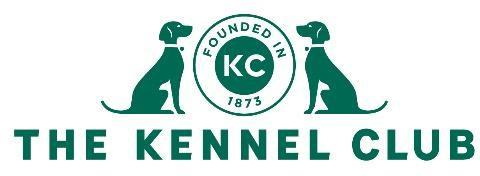 FOUNDED IN
KC
1873
THE KENNEL CLUB